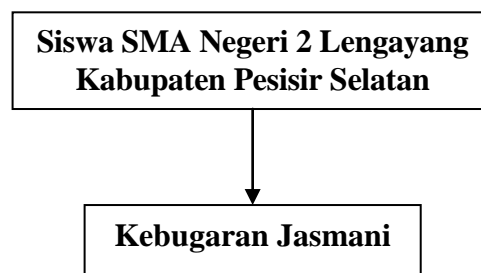 Siswa SMA Negeri 2 Lengayang
Kabupaten Pesisir Selatan
Kebugaran Jasmani